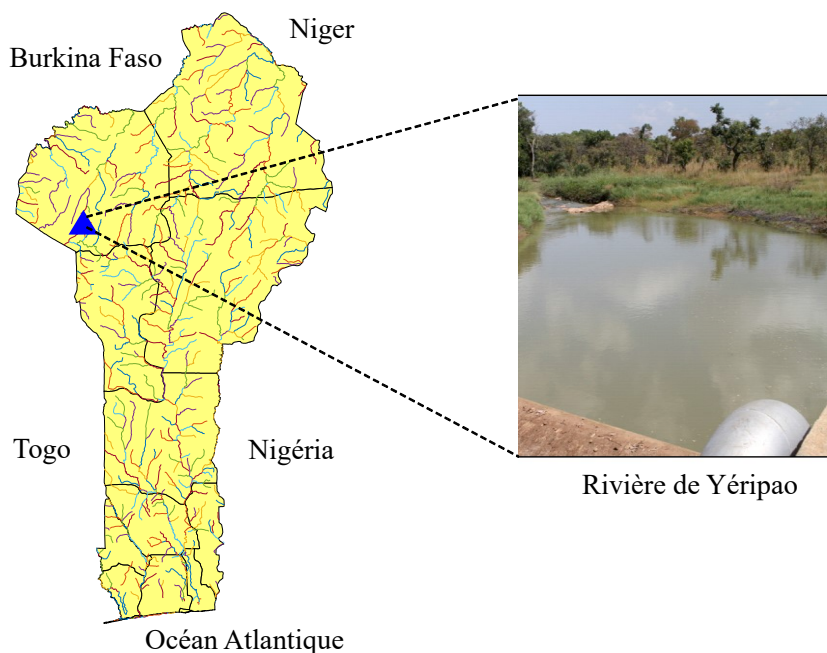 Niger
Burkina Faso
Togo
Nigéria
Rivière de Yéripao
Océan Atlantique